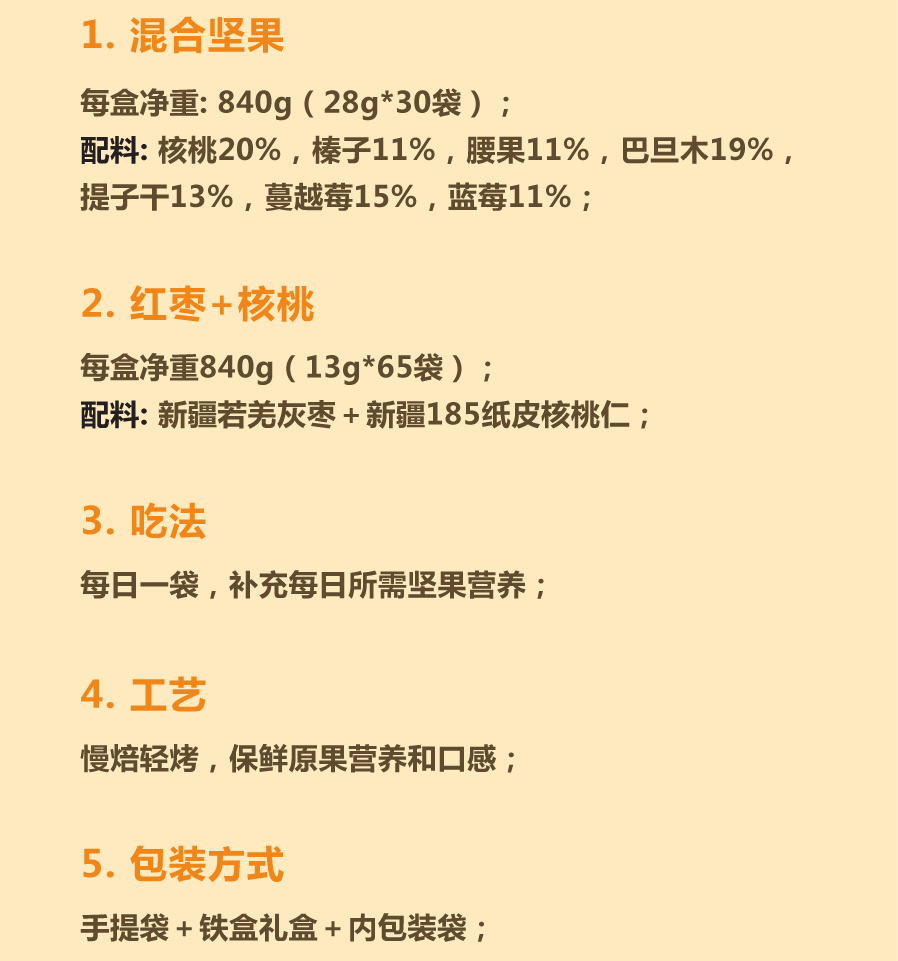 1. 混合坚果
每盒净重: 840g（28g*30袋）；
配料: 核桃20%，榛子11%，腰果11%，巴旦木19%，
提子干13%，蔓越莓15%，蓝莓11%；
2. 红枣+核桃
每盒净重840g（13g*65袋）；
配料: 新疆若羌灰枣＋新疆185纸皮核桃仁；
3. 吃法
每日一袋，补充每日所需坚果营养；
4. 工艺
慢焙轻烤，保鲜原果营养和口感；
5. 包装方式
手提袋＋铁盒礼盒＋内包装袋；